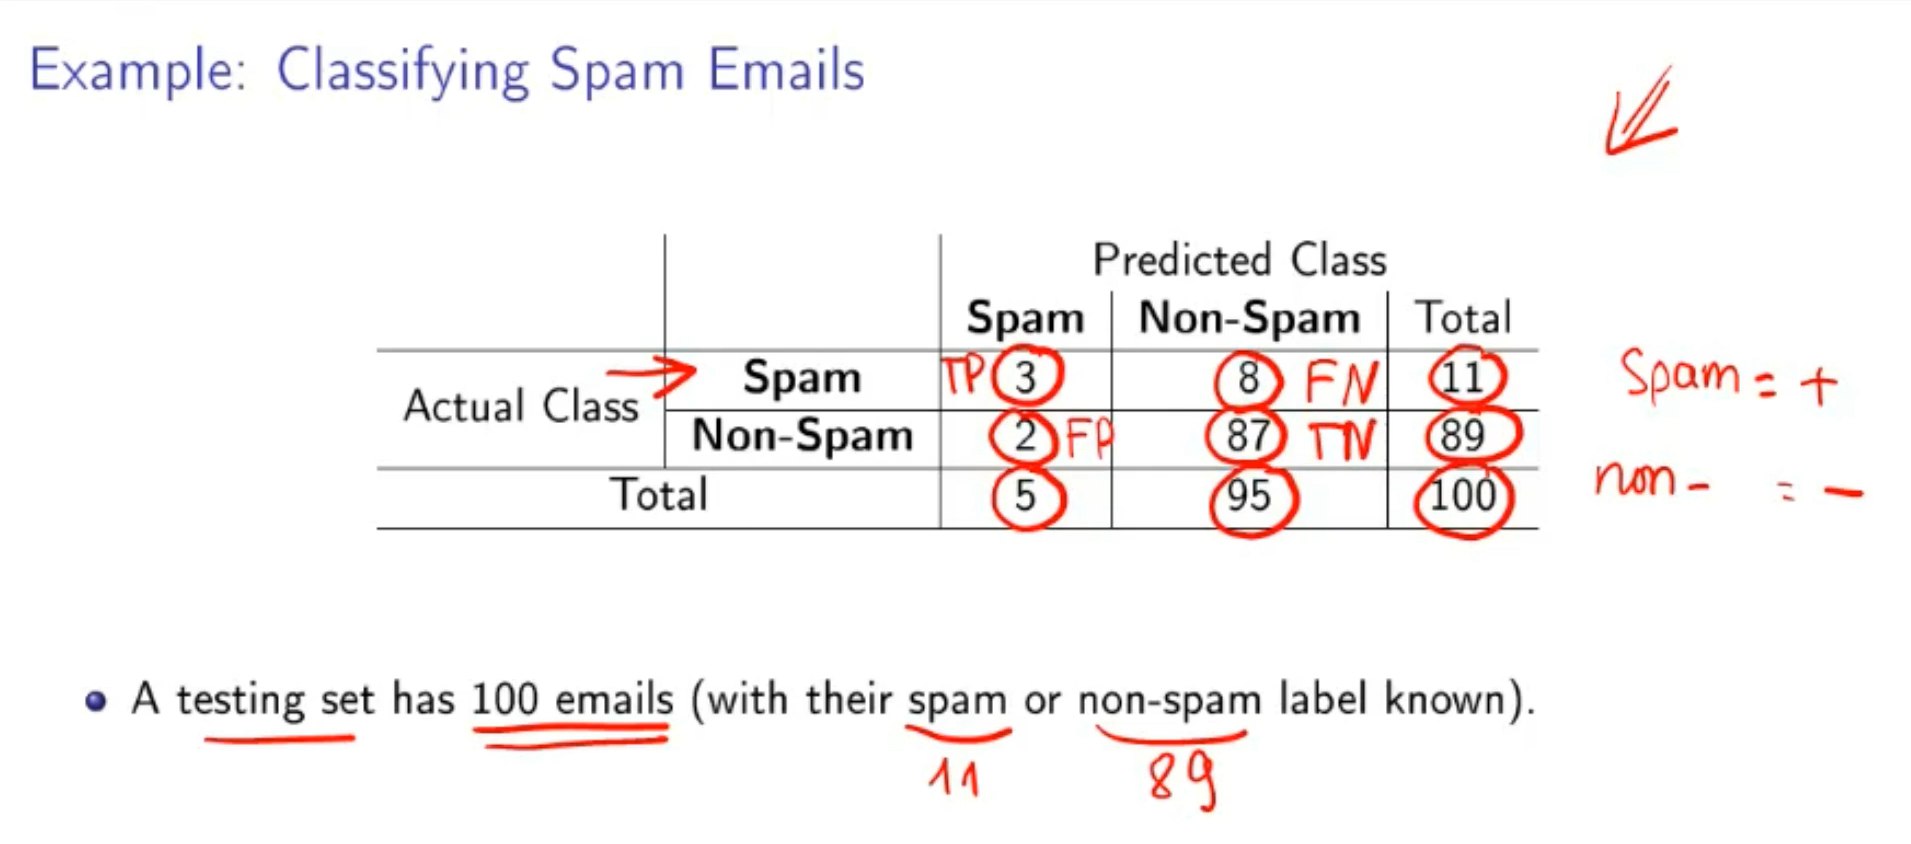 Example: Classifying Spam Emails
Predicted Class
Spam Non-Spam Total
Actual Class Spam TP 3 8 FN 11 Spam = +
Non-Spam 2 FP 87 TN 89
Total 5 95 100 non - = -
A testing set has 100 emails (with their spam or non-spam label known).
11 89